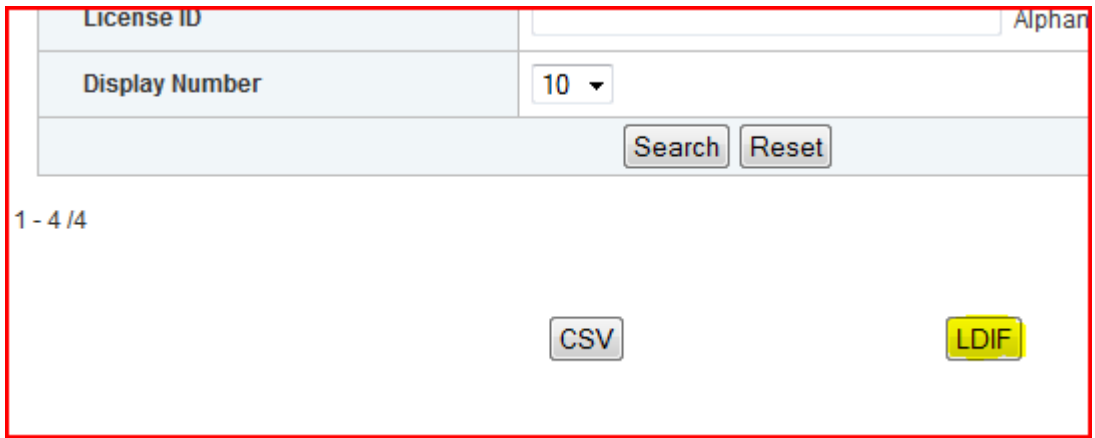 License ID
Alphan
Display Number
10
Search Reset
1 - 4 /4
CSV LDIF